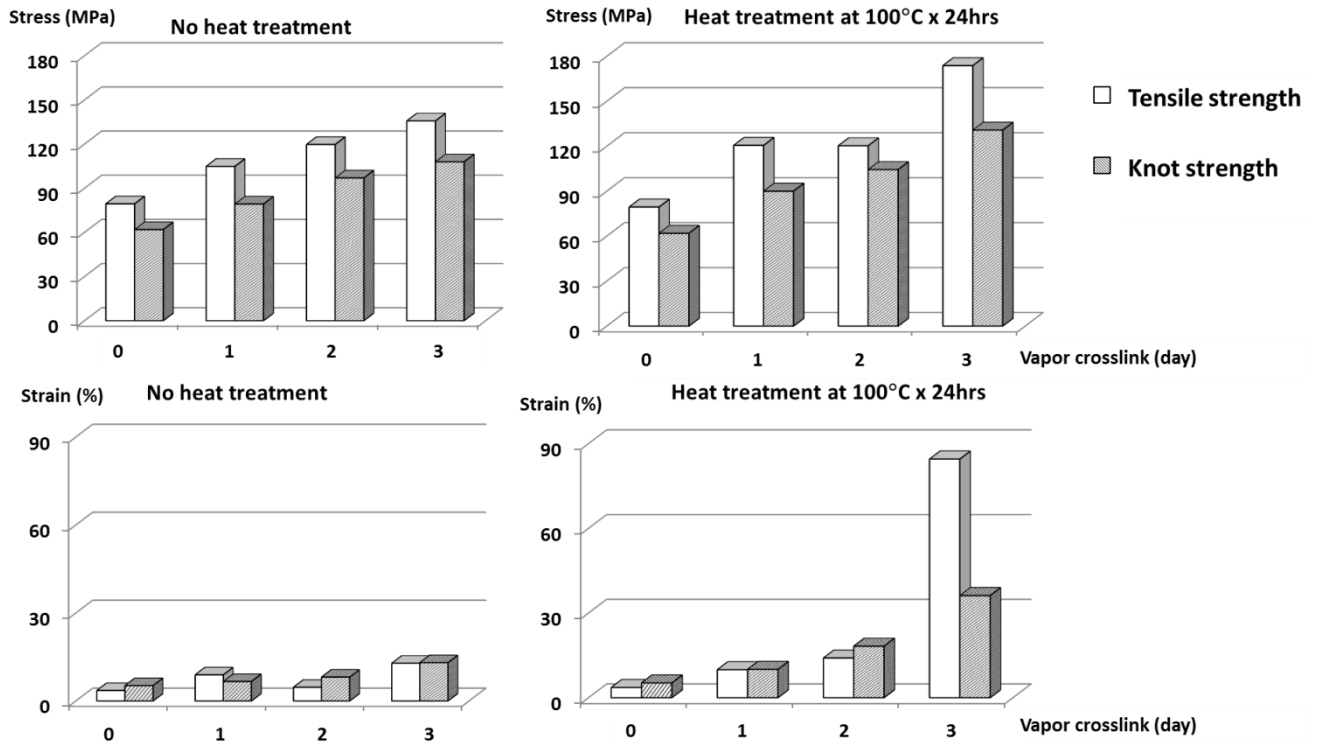 Stress (MPa)
No heat treatment
180
150
120
90
60
30
0
0 1 2 3
Stress (MPa)
Heat treatment at 100°C x 24hrs
180
150
120
90
60
30
0
0 1 2 3 Vapor crosslink (day)
Tensile strength
Knot strength
Strain (%)
No heat treatment
90
60
30
0
0 1 2 3
Strain (%)
Heat treatment at 100°C x 24hrs
90
60
30
0
0 1 2 3 Vapor crosslink (day)